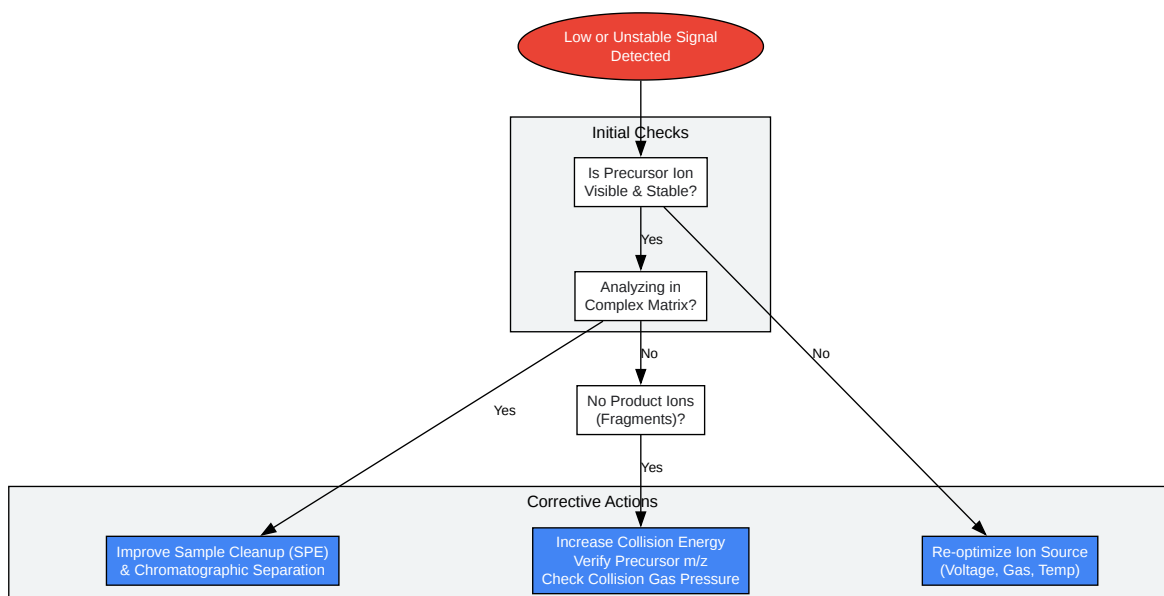 Low or Unstable Signal
Detected
Initial Checks
Is Precursor Ion
Visible & Stable?
Yes
Analyzing in
Complex Matrix?
No
No
Yes
No Product Ions
(Fragments)?
Yes
Corrective Actions
Improve Sample Cleanup (SPE)
& Chromatographic Separation
Increase Collision Energy
Verify Precursor m/z
Check Collision Gas Pressure
Re-optimize Ion Source
(Voltage, Gas, Temp)